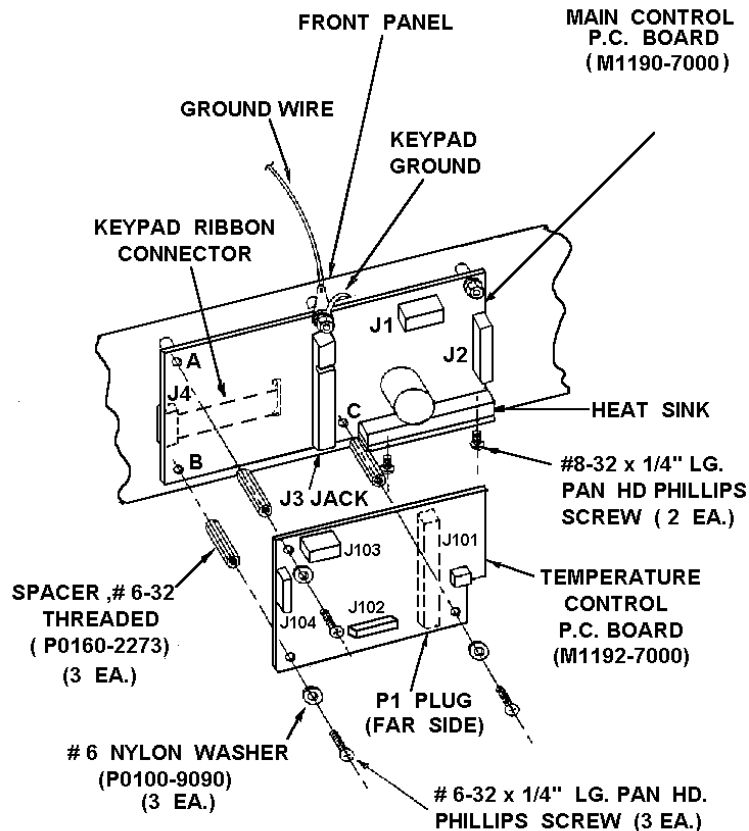 FRONT PANEL
MAIN CONTROL
P.C. BOARD
( M1190-7000 )
GROUND WIRE
KEYPAD
GROUND
KEYPAD RIBBON
CONNECTOR
J1
J2
A
J4
C
B
HEAT SINK
J3 JACK
#8-32 x 1/4" LG.
PAN HD PHILLIPS
SCREW ( 2 EA.)
J101
J103
J104
J102
SPACER ,# 6-32
THREADED
( P0160-2273)
(3 EA.)
TEMPERATURE
CONTROL
P.C. BOARD
(M1192-7000)
P1 PLUG
(FAR SIDE)
# 6 NYLON WASHER
(P0100-9090)
(3 EA.)
# 6-32 x 1/4" LG. PAN HD.
PHILLIPS SCREW (3 EA.)